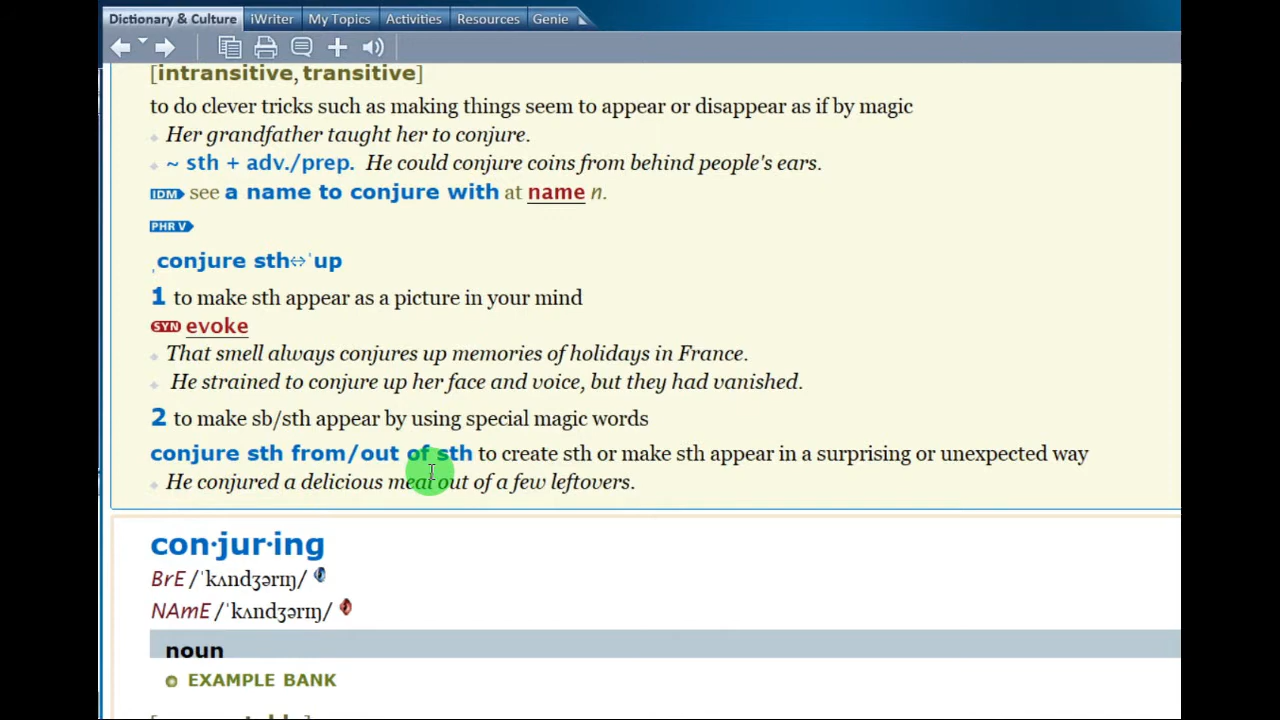 Dictionary & Culture iWriter My Topics Activities Resources Genie
[intransitive, transitive]
to do clever tricks such as making things seem to appear or disappear as if by magic
Her grandfather taught her to conjure.
~ sth + adv./prep. He could conjure coins from behind people's ears.
IDM see a name to conjure with at name n.
PHR V
ˌconjure sth↔ˈup
1 to make sth appear as a picture in your mind
SYN evoke
That smell always conjures up memories of holidays in France.
He strained to conjure up her face and voice, but they had vanished.
2 to make sb/sth appear by using special magic words
conjure sth from/out of sth to create sth or make sth appear in a surprising or unexpected way
He conjured a delicious meal out of a few leftovers.
con·jur·ing
BrE /ˈkʌndʒərɪŋ/
NAmE /ˈkʌndʒərɪŋ/
noun
EXAMPLE BANK